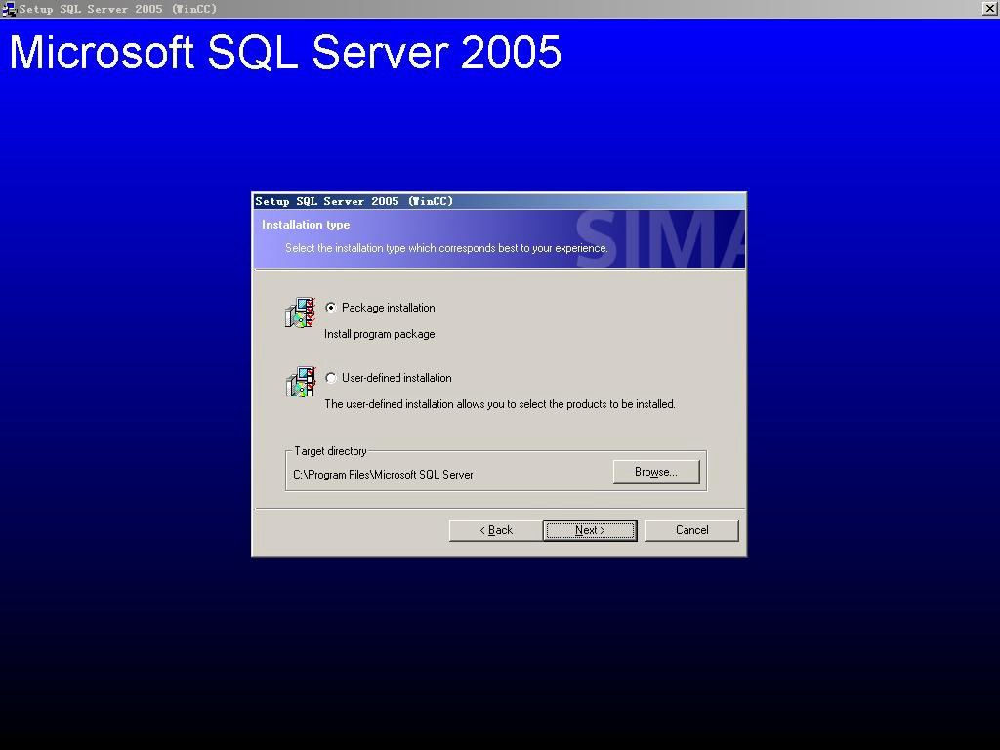 Setup SQL Server 2005 (WinCC)
Microsoft SQL Server 2005
Setup SQL Server 2005 (WinCC)
Installation type
Select the installation type which corresponds best to your experience.
SIMA
Package installation
Install program package
User-defined installation
The user-defined installation allows you to select the products to be installed.
Target directory
C:\Program Files\Microsoft SQL Server
Browse...
< Back
Next >
Cancel